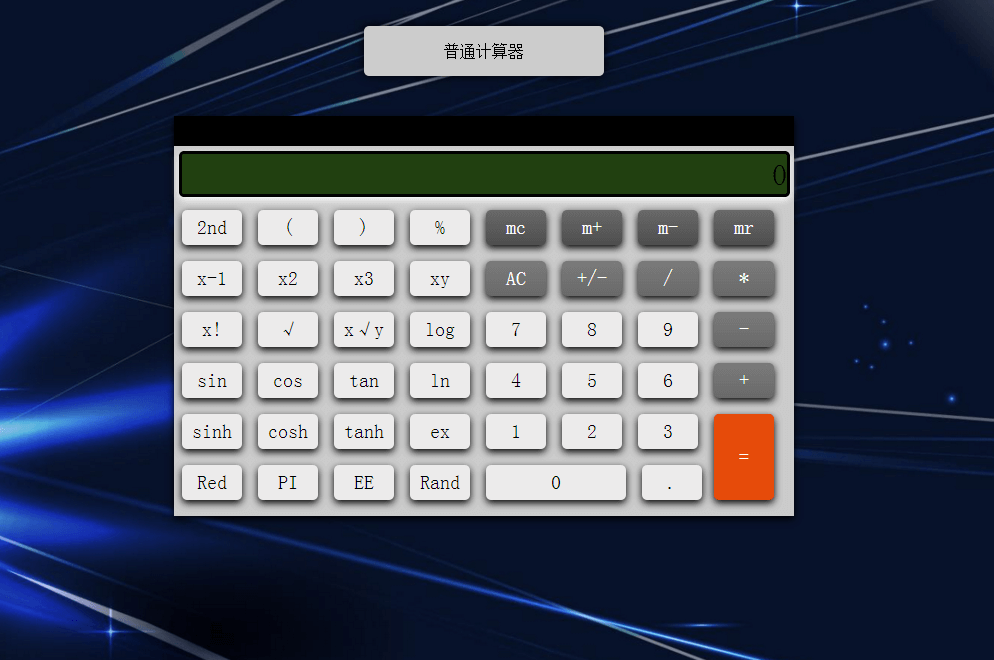 普通计算器
0
2nd ( ) % mc m+ m- mr
x-1 x2 x3 xy AC +/- / *
x! √ x√y log 7 8 9 -
sin cos tan ln 4 5 6 +
sinh cosh tanh ex 1 2 3 =
Red PI EE Rand 0 .